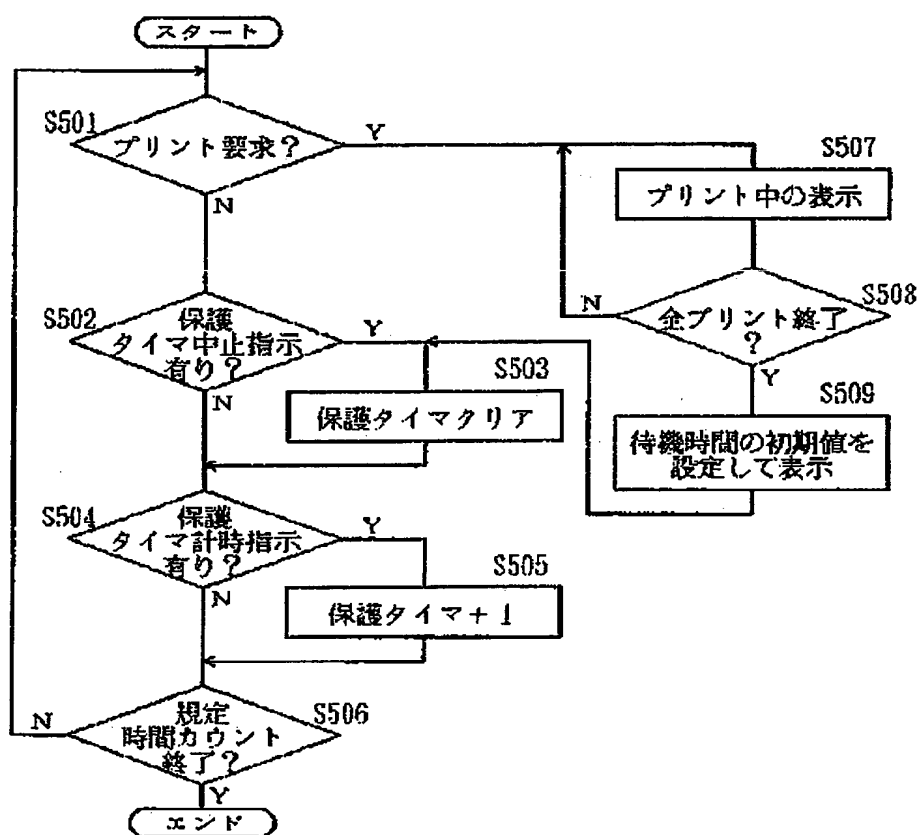 スタート
S501
プリント要求？
Y
N
S507
プリント中の表示
S508
全プリント終了
？
N
Y
S502
保護
タイマ中止指示
有り？
Y
N
S503
保護タイマクリア
S509
待機時間の初期値を
設定して表示
S504
保護
タイマ計時指示
有り？
Y
N
S505
保護タイマ＋１
S506
規定
時間カウント
終了？
N
Y
エンド